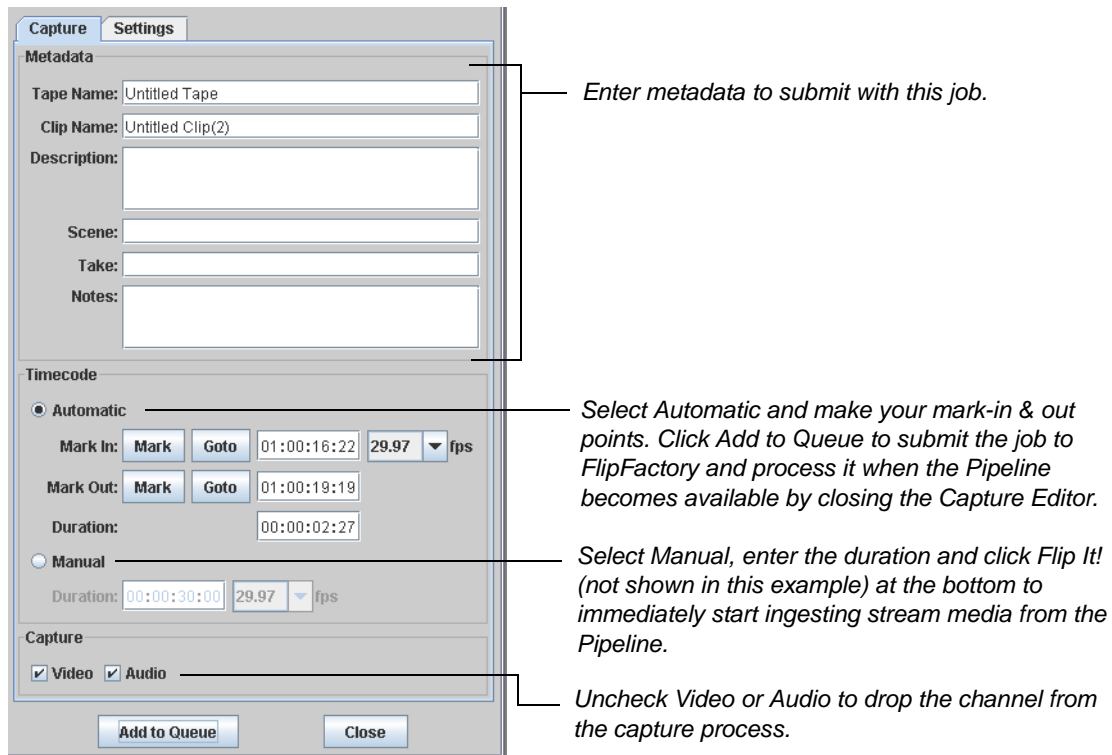 Capture Settings
Metadata
Enter metadata to submit with this job.
Tape Name: Untitled Tape
Clip Name: Untitled Clip(2)
Description:
Scene:
Take:
Notes:
Timecode
Automatic
Select Automatic and make your mark-in & out
points. Click Add to Queue to submit the job to
FlipFactory and process it when the Pipeline
becomes available by closing the Capture Editor.
Mark In: Mark Goto 01:00:16:22 29.97 fps
Mark Out: Mark Goto 01:00:19:19
Duration: 00:00:02:27
Manual
Select Manual, enter the duration and click Flip It!
(not shown in this example) at the bottom to
immediately start ingesting stream media from the
Pipeline.
Duration: 00:00:30:00 29.97 fps
Capture
Video Audio
Uncheck Video or Audio to drop the channel from
the capture process.
Add to Queue Close